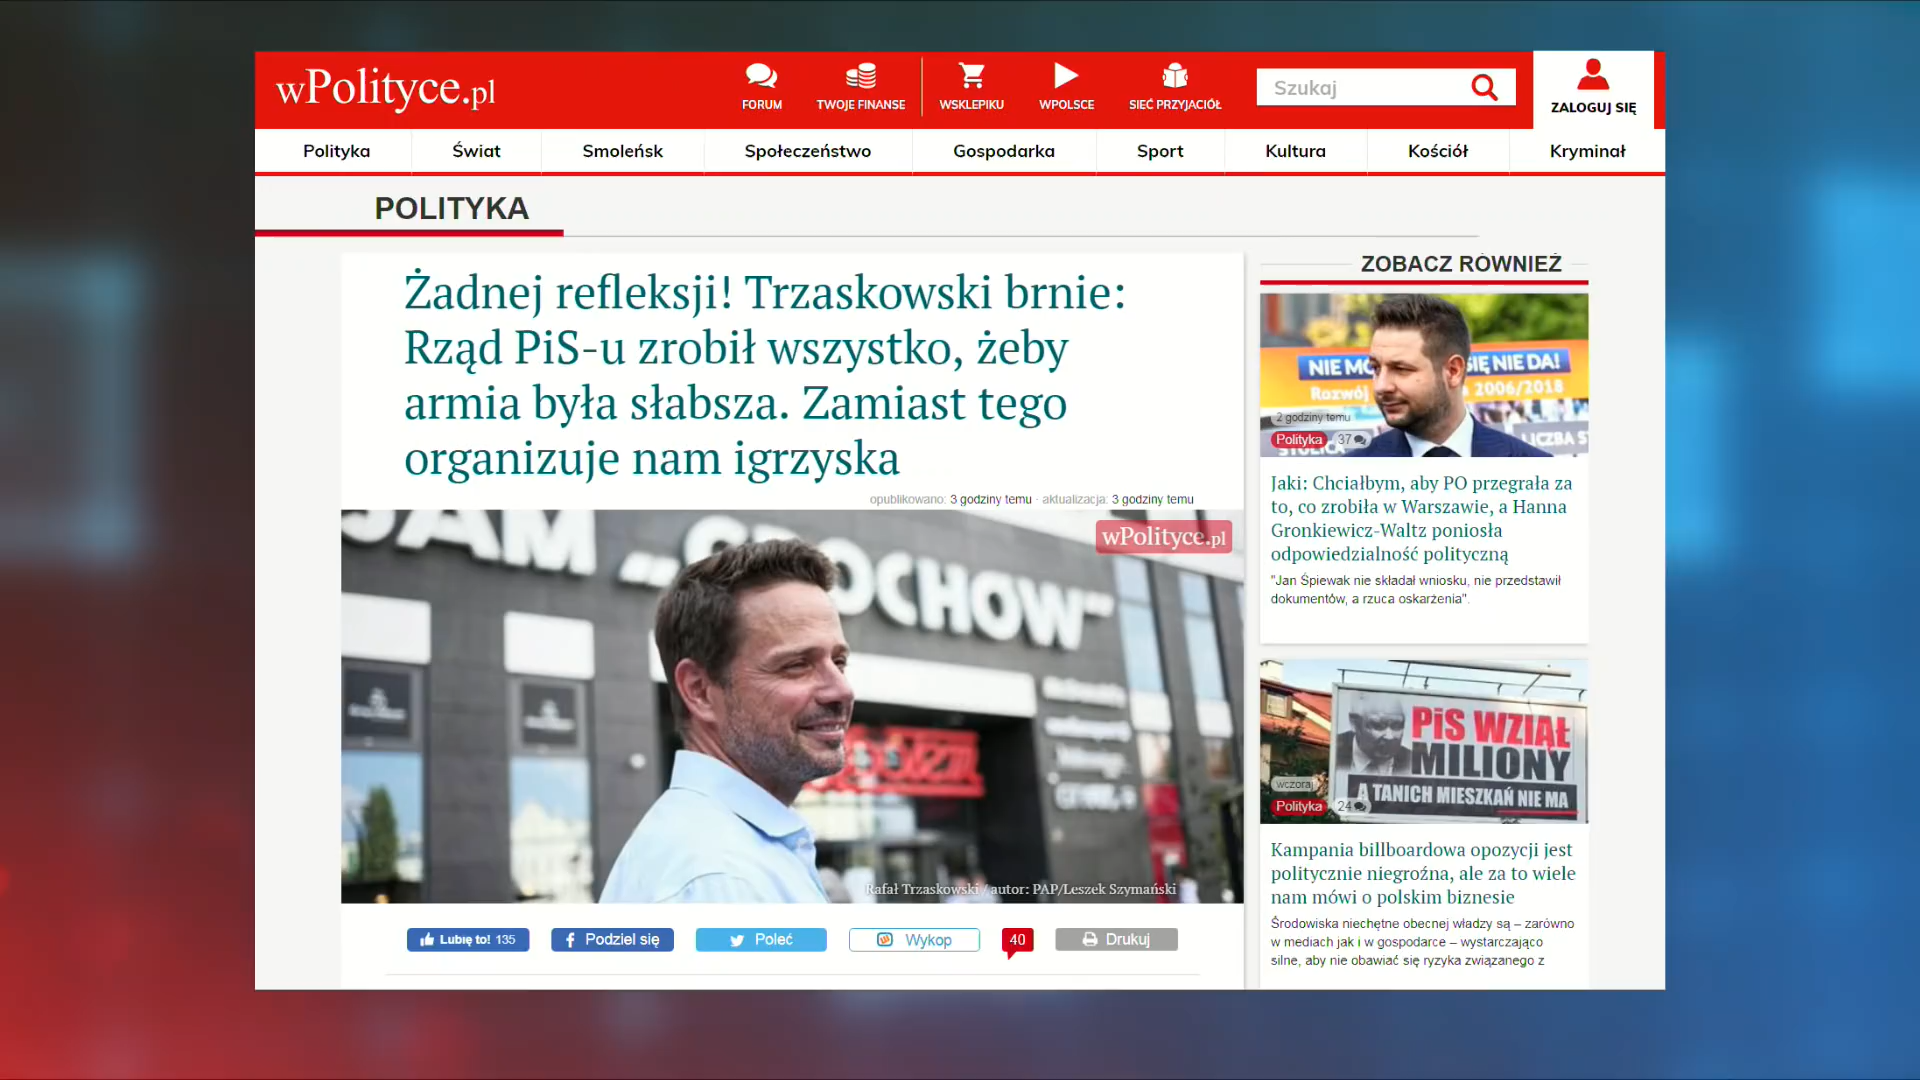 wPolityce.pl
FORUM
TWOJE FINANSE
WSKLEPIKU
WPOLSCE
SIEĆ PRZYJACIÓŁ
Szukaj
ZALOGUJ SIĘ
Polityka
Świat
Smoleńsk
Społeczeństwo
Gospodarka
Sport
Kultura
Kościół
Kryminał
POLITYKA
Żadnej refleksji! Trzaskowski brnie:
Rząd PiS-u zrobił wszystko, żeby
armia była słabsza. Zamiast tego
organizuje nam igrzyska
opublikowano: 3 godziny temu · aktualizacja: 3 godziny temu
wPolityce.pl
Rafał Trzaskowski / autor: PAP/Leszek Szymański
Lubię to! 135
Podziel się
Poleć
Wykop
40
Drukuj
ZOBACZ RÓWNIEŻ
SIĘ NIE DA!
2006/2018
2 godziny temu
Polityka 37
Jaki: Chciałbym, aby PO przegrała za
to, co zrobiła w Warszawie, a Hanna
Gronkiewicz-Waltz poniosła
odpowiedzialność polityczną
"Jan Śpiewak nie składał wniosku, nie przedstawił
dokumentów, a rzuca oskarżenia".
PiS WZIĄŁ
MILIONY
A TANICH MIESZKAŃ NIE MA
wczoraj
Polityka 24
Kampania billboardowa opozycji jest
politycznie niegroźna, ale za to wiele
nam mówi o polskim biznesie
Środowiska niechętne obecnej władzy są – zarówno
w mediach jak i w gospodarce – wystarczająco
silne, aby nie obawiać się ryzyka związanego z